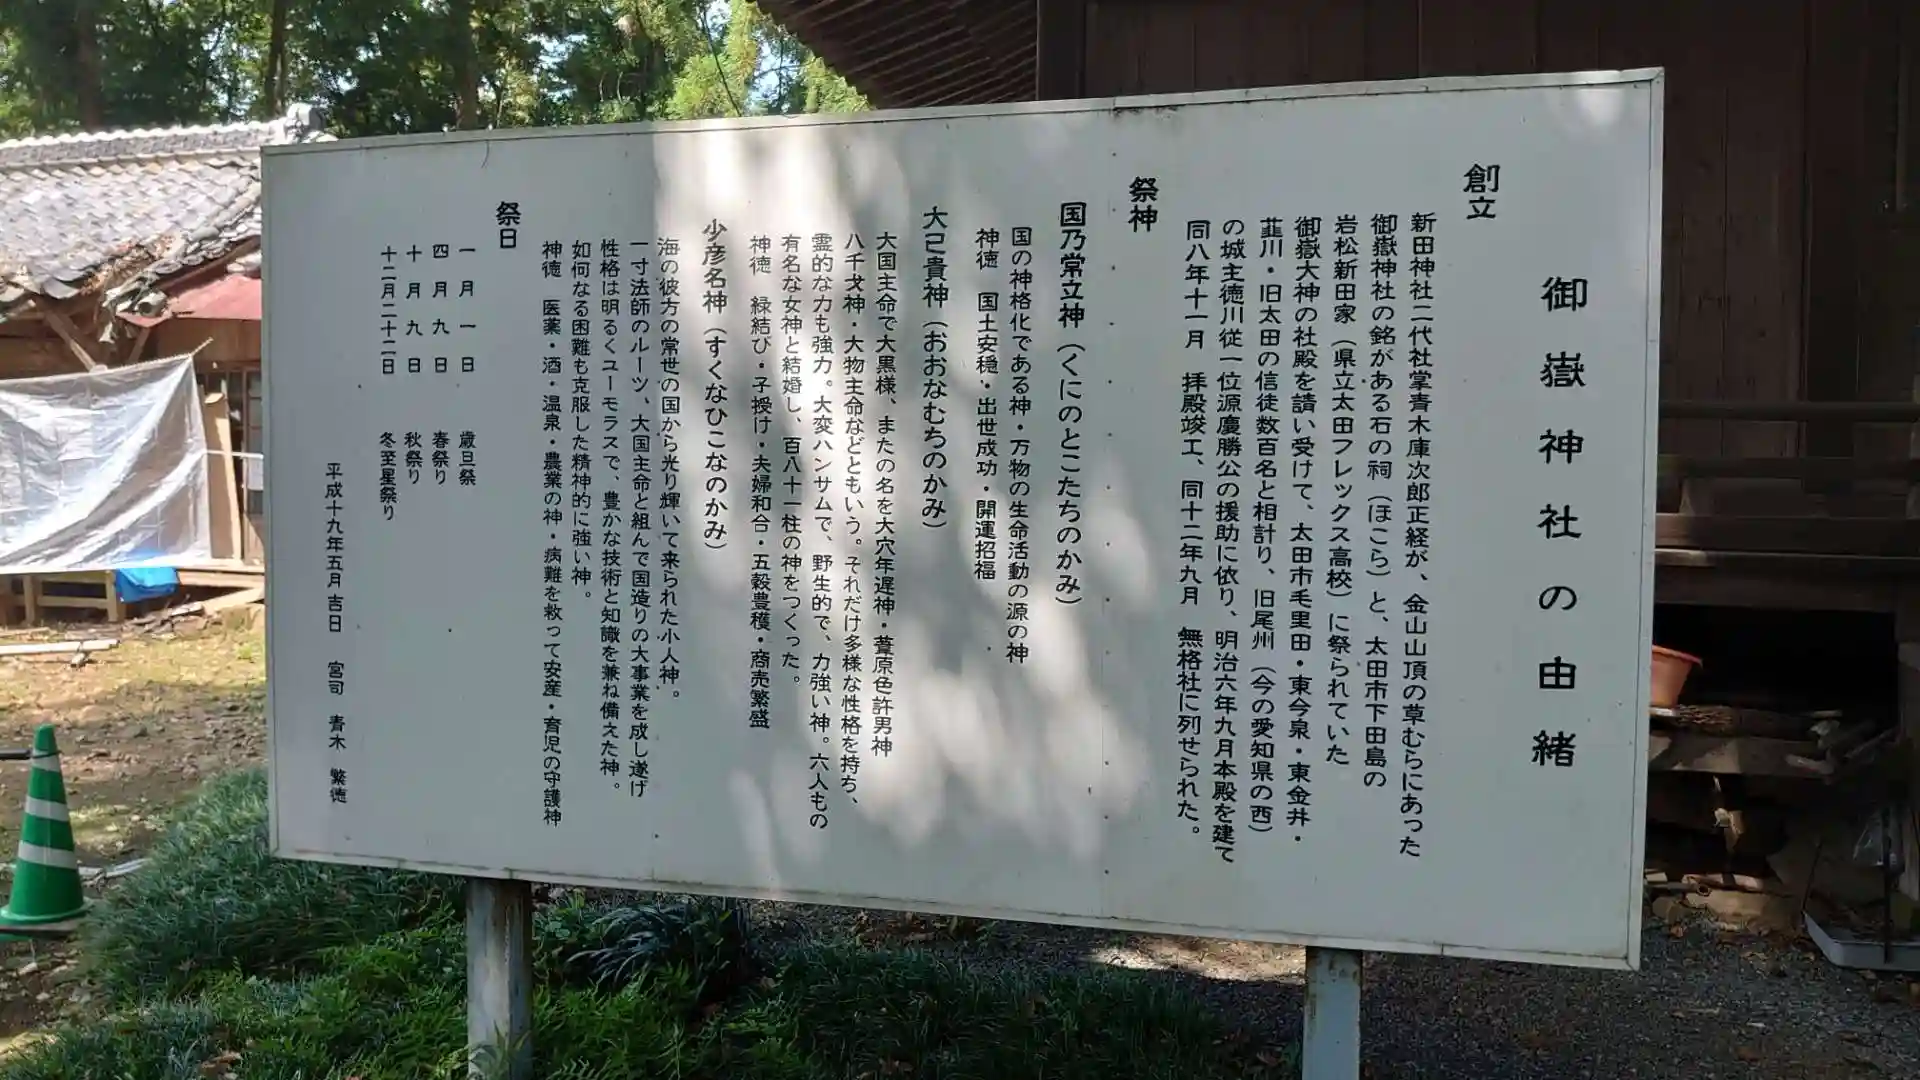 御嶽神社の由緒
創立
新田神社二代社掌青木庫次郎正経が、金山山頂の草むらにあった
御嶽神社の銘がある石の祠（ほこら）と、太田市下田島の
岩松新田家（県立太田フレックス高校）に祭られていた
御嶽大神の社殿を請い受けて、太田市毛里田・東今泉・東金井・
韮川・旧太田の信徒数百名と相計り、旧尾州（今の愛知県の西）
の城主徳川従一位源慶勝公の援助に依り、明治六年九月本殿を建て
同八年十一月　拝殿竣工、同十二年九月　無格社に列せられた。
祭神
国乃常立神（くにのとこたちのかみ）
国の神格化である神・万物の生命活動の源の神
神徳　国土安穏・出世成功・開運招福
大己貴神（おおなむちのかみ）
大国主命で大黒様、またの名を大穴牟遅神・葦原色許男神
八千戈神・大物主命などともいう。それだけ多様な性格を持ち、
霊的な力も強力。大変ハンサムで、野生的で、力強い神。六人もの
有名な女神と結婚し、百八十一柱の神をつくった。
神徳　縁結び・子授け・夫婦和合・五穀豊穫・商売繁盛
少彦名神（すくなひこなのかみ）
海の彼方の常世の国から光り輝いて来られた小人神。
一寸法師のルーツ、大国主命と組んで国造りの大事業を成し遂げ
性格は明るくユーモラスで、豊かな技術と知識を兼ね備えた神。
如何なる困難も克服した精神的に強い神。
神徳　医薬・酒・温泉・農業の神・病難を救って安産・育児の守護神
祭日
一月一日　歳旦祭
四月九日　春祭り
十月九日　秋祭り
十二月二十二日　冬至星祭り
平成十九年五月吉日　宮司　青木　繁徳